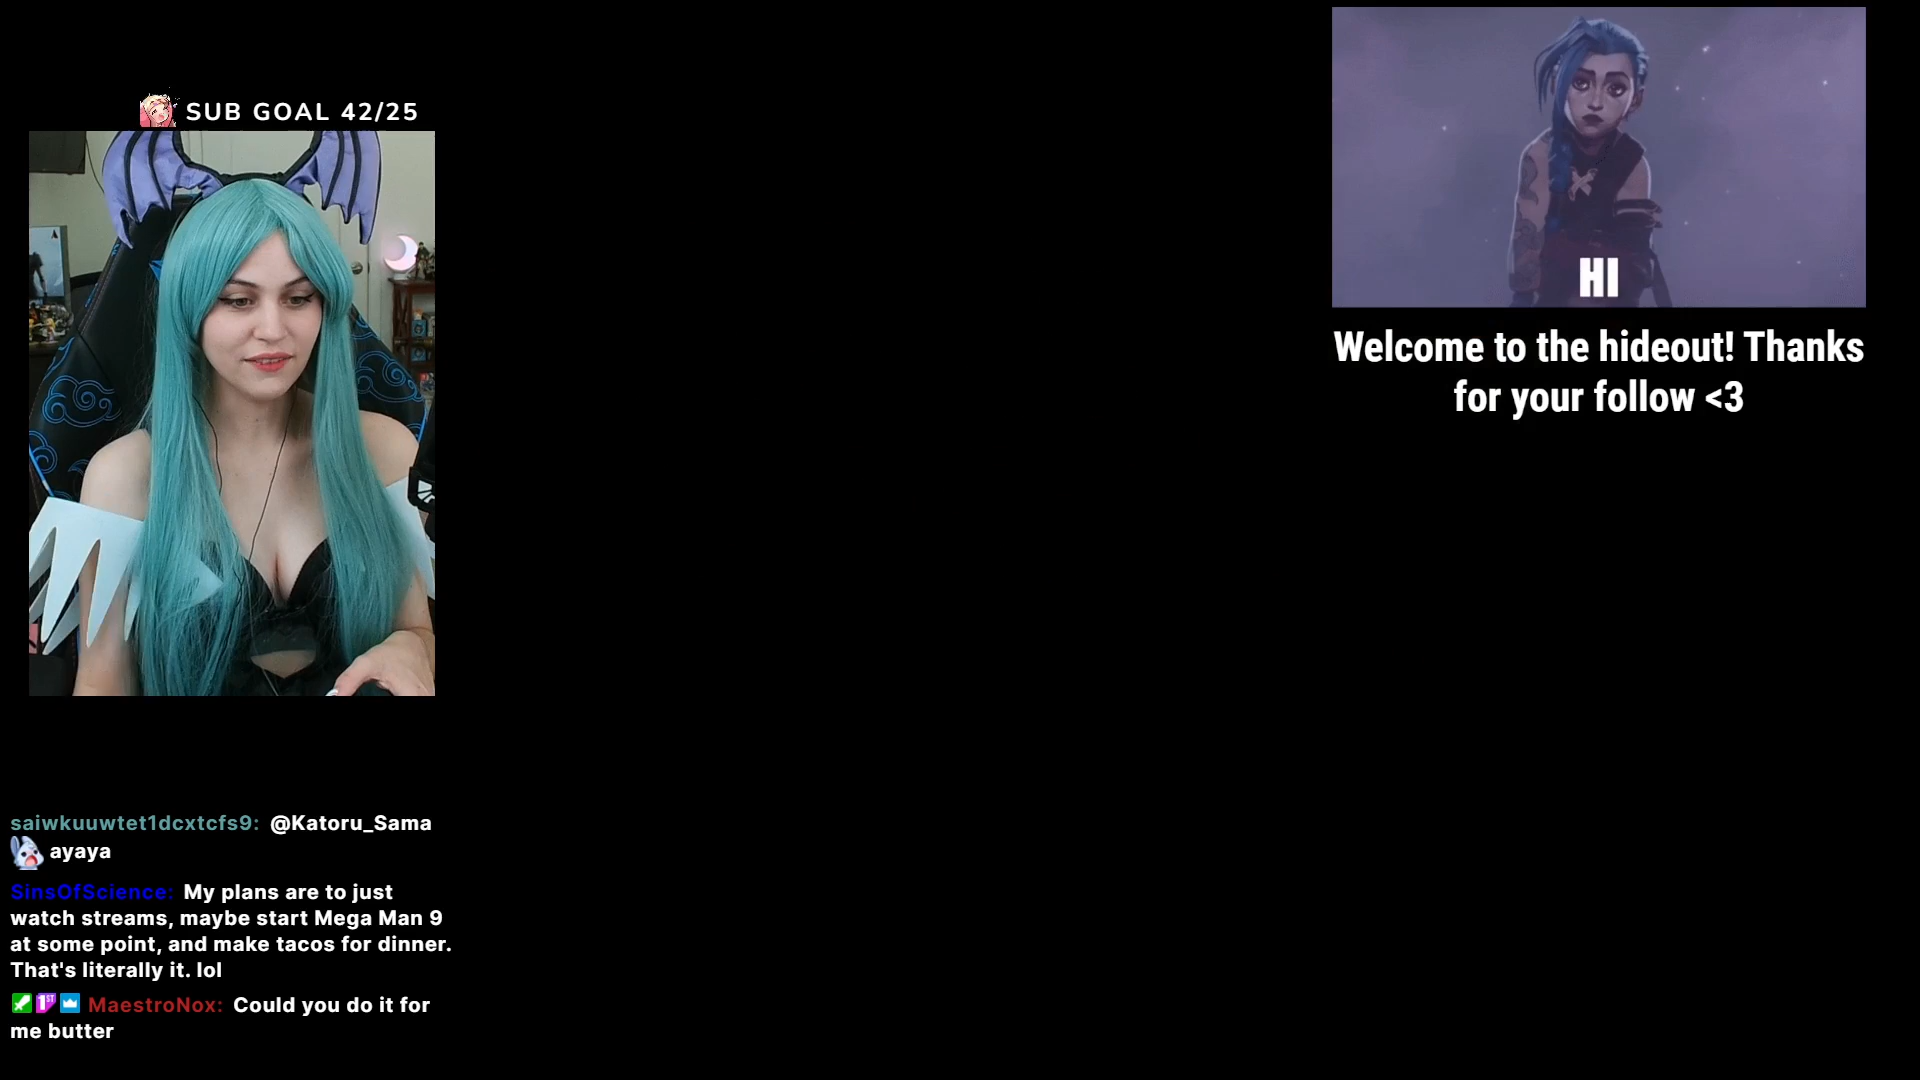 SUB GOAL 42/25
HI
Welcome to the hideout! Thanks
for your follow <3
saiwkuuwtet1dcxtcfs9: @Katoru_Sama
ayaya
SinsOfScience: My plans are to just
watch streams, maybe start Mega Man 9
at some point, and make tacos for dinner.
That's literally it. lol
1ST MaestroNox: Could you do it for
me butter